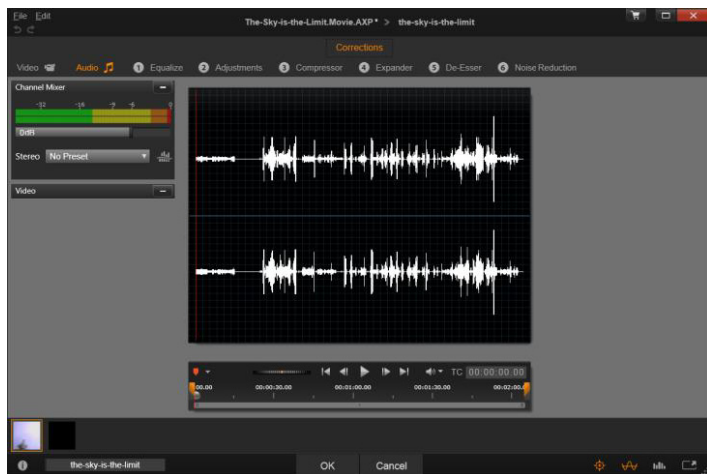 File Edit
The-Sky-is-the-Limit.Movie.AXP* > the-sky-is-the-limit
Corrections
Video Audio 1 Equalize 2 Adjustments 3 Compressor 4 Expander 5 De-Esser 6 Noise Reduction
Channel Mixer
-32 -16 -9 -6 0
0dB
Stereo No Preset
Video
TC 00:00:00.00
00.00 00:00:30.00 00:01:00.00 00:01:30.00 00:02:00.0
the-sky-is-the-limit
OK Cancel